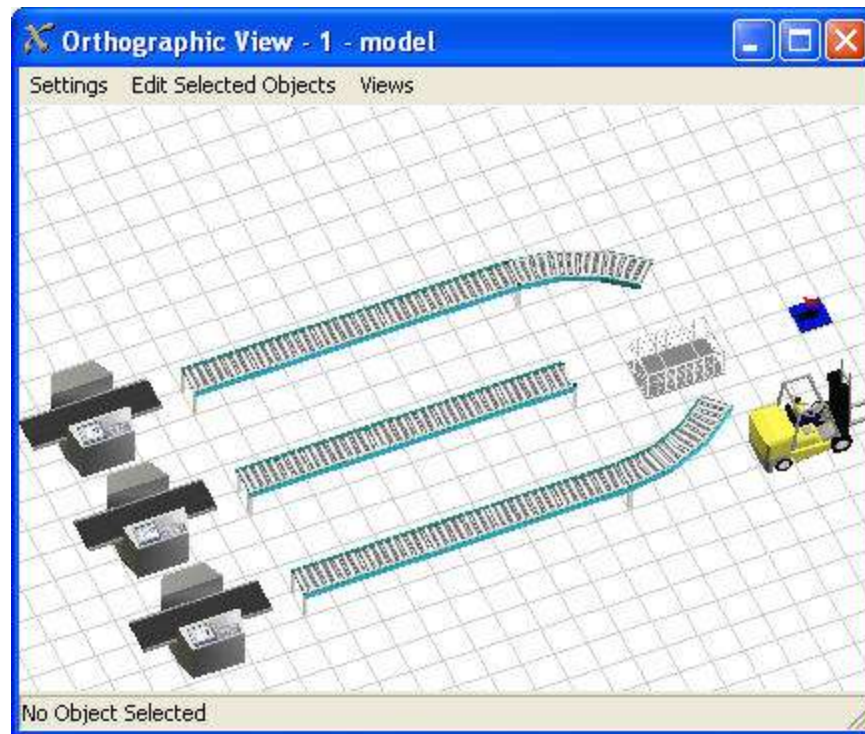 Orthographic View - 1 - model
Settings Edit Selected Objects Views
No Object Selected